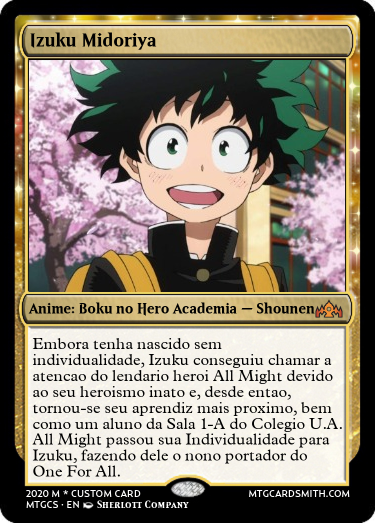 Izuku Midoriya
Anime: Boku no Hero Academia — Shounen
Embora tenha nascido sem
individualidade, Izuku conseguiu chamar a
atencao do lendario heroi All Might devido
ao seu heroismo inato e, desde entao,
tornou-se seu aprendiz mais proximo, bem
como um aluno da Sala 1-A do Colegio U.A.
All Might passou sua Individualidade para
Izuku, fazendo dele o nono portador do
One For All.
2020 M * CUSTOM CARD
MTGCARDSMITH.COM
MTGCS · EN Sherlott Company